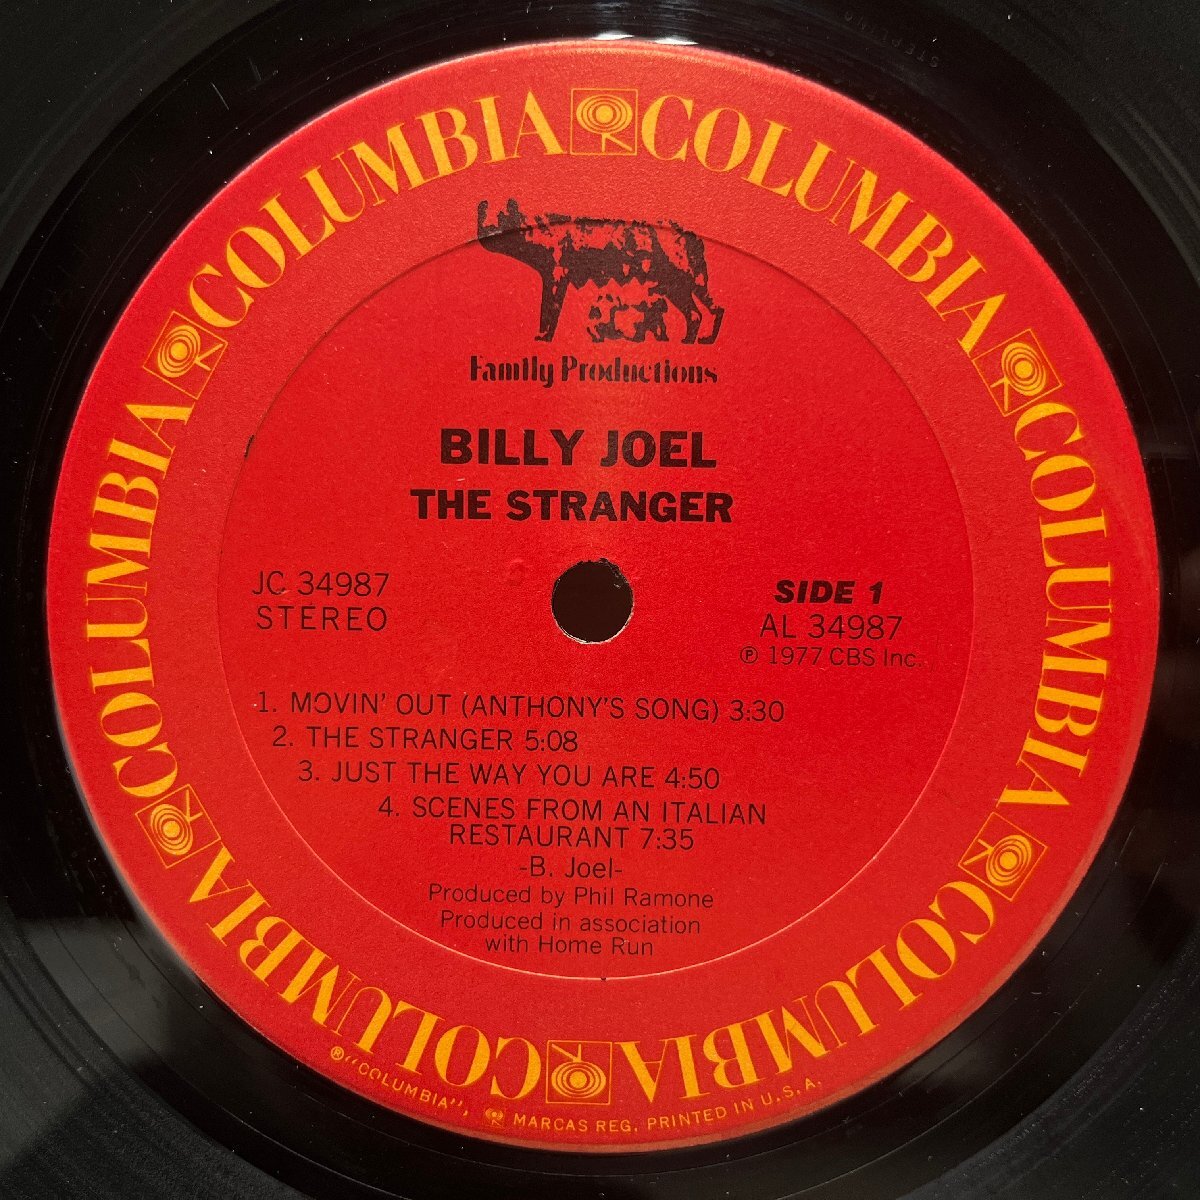 COLUMBIA COLUMBIA COLUMBIA COLUMBIA COLUMBIA COLUMBIA
Family Productions
BILLY JOEL
THE STRANGER
JC 34987
STEREO
SIDE 1
AL 34987
℗ 1977 CBS Inc.
1. MOVIN' OUT (ANTHONY'S SONG) 3:30
2. THE STRANGER 5:08
3. JUST THE WAY YOU ARE 4:50
4. SCENES FROM AN ITALIAN
RESTAURANT 7:35
-B. Joel-
Produced by Phil Ramone
Produced in association
with Home Run
®"COLUMBIA", MARCAS REG. PRINTED IN U.S.A.